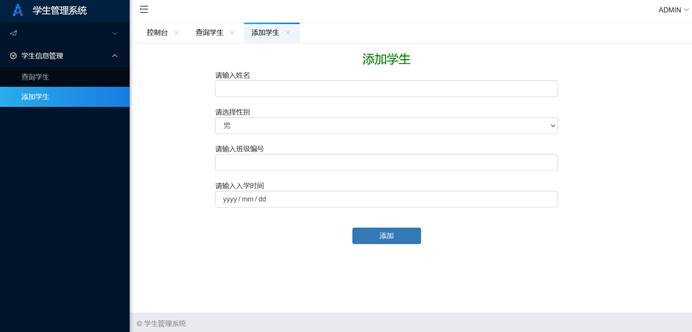 学生管理系统
ADMIN
控制台
查询学生
添加学生
学生信息管理
查询学生
添加学生
添加学生
请输入姓名
请选择性别
男
请输入班级编号
请输入入学时间
yyyy / mm / dd
添加
© 学生管理系统